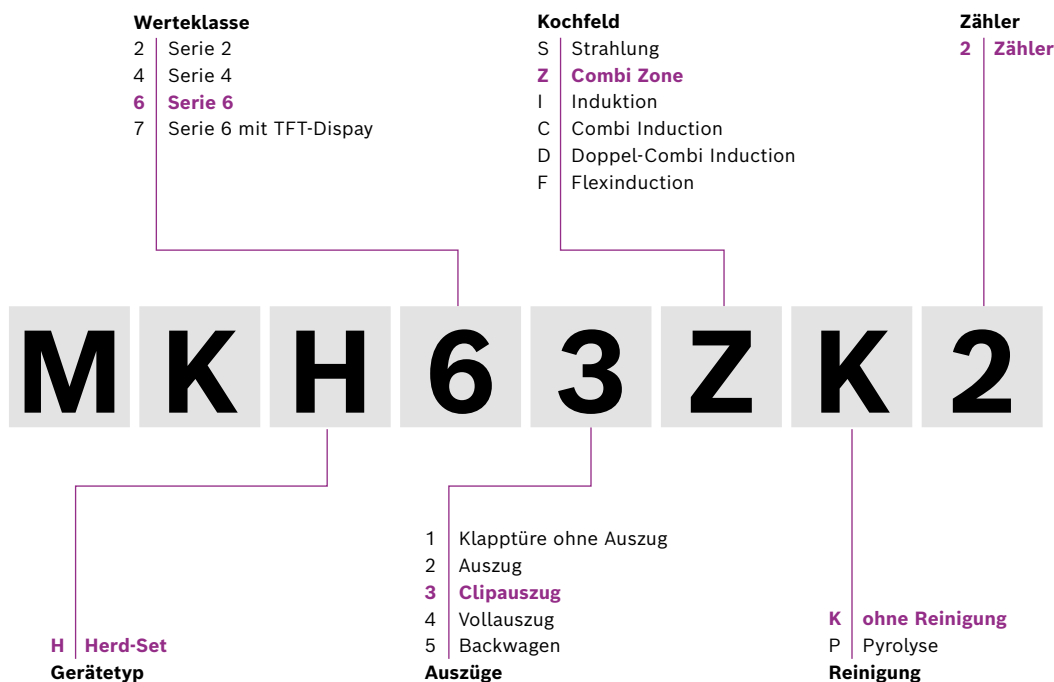 Werteklasse
2 Serie 2
4 Serie 4
6 Serie 6
7 Serie 6 mit TFT-Dispay
Kochfeld
S Strahlung
Z Combi Zone
I Induktion
C Combi Induction
D Doppel-Combi Induction
F Flexinduction
Zähler
2 Zähler
M K H 6 3 Z K 2
H Herd-Set
Gerätetyp
1 Klapptüre ohne Auszug
2 Auszug
3 Clipauszug
4 Vollauszug
5 Backwagen
Auszüge
K ohne Reinigung
P Pyrolyse
Reinigung